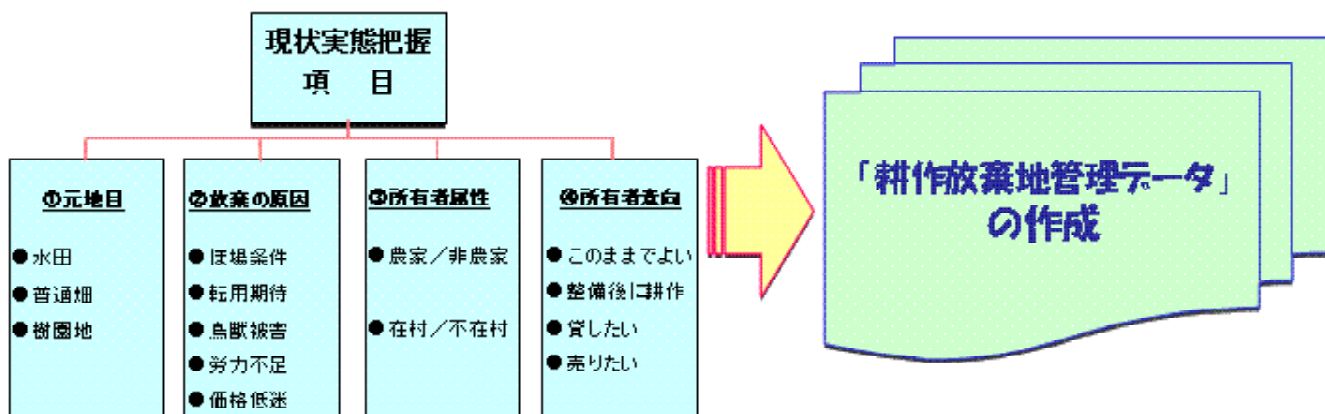 現状実態把握
項 目
①元地目
●水田
●普通畑
●樹園地
②放棄の原因
●ほ場条件
●転用期待
●鳥獣被害
●労力不足
●価格低迷
③所有者属性
●農家／非農家
●在村／不在村
④所有者意向
●このままでよい
●整備後に耕作
●貸したい
●売りたい
「耕作放棄地管理データ」
の作成